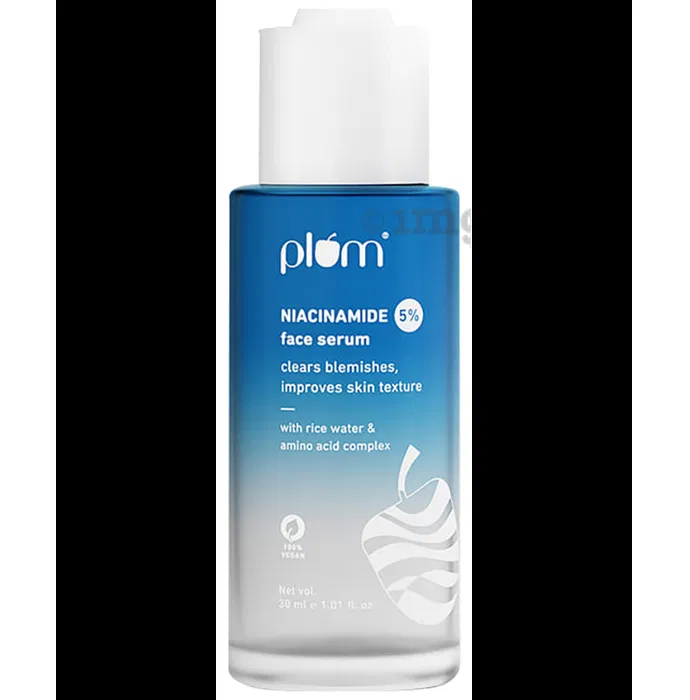 plum
NIACINAMIDE 5%
face serum
clears blemishes,
improves skin texture
with rice water &
amino acid complex
100%
VEGAN
Net vol.
30 ml e 1.01 fl. oz